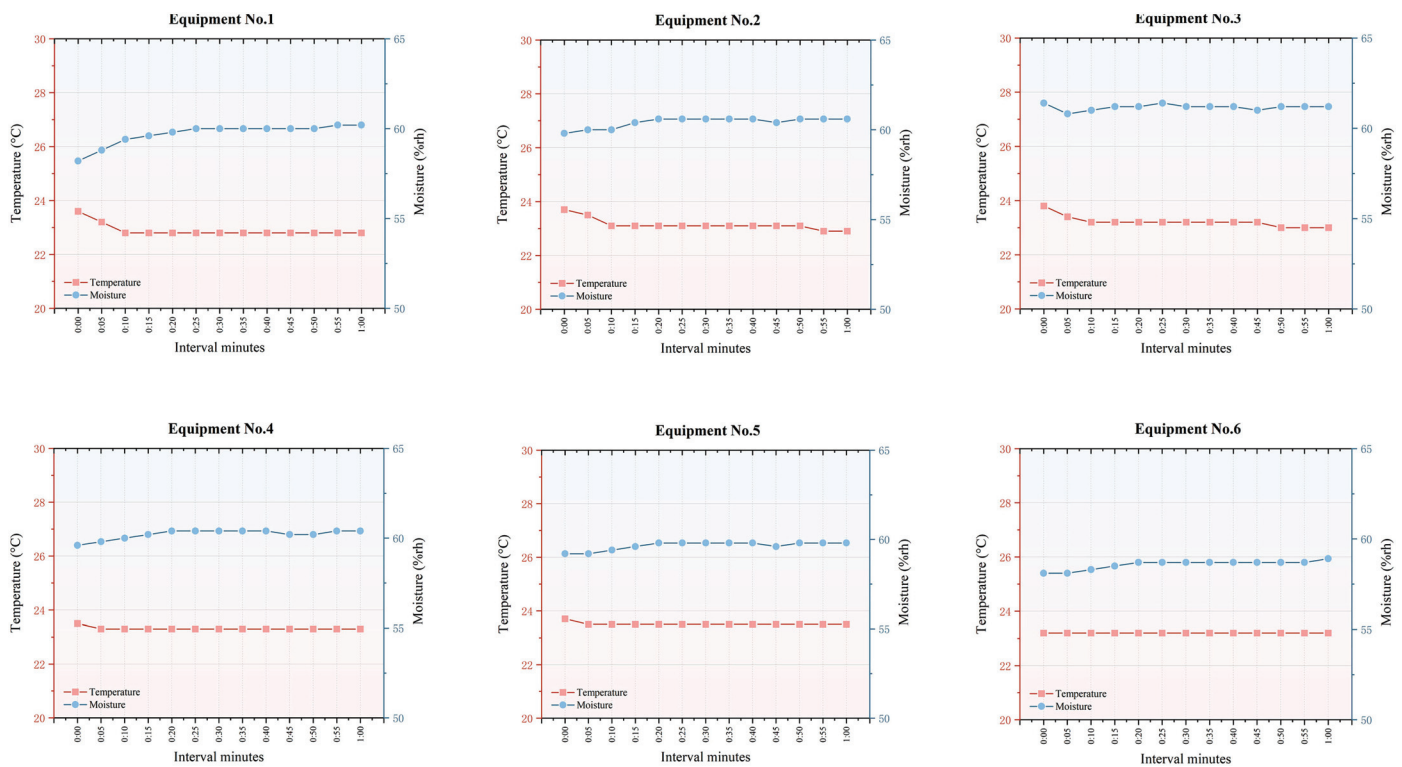 Equipment No.1
30
28
26
24
22
20
Temperature (°C)
65
60
55
50
Moisture (%rh)
Temperature
Moisture
0:00 0:05 0:10 0:15 0:20 0:25 0:30 0:35 0:40 0:45 0:50 0:55 1:00
Interval minutes
Equipment No.2
30
28
26
24
22
20
Temperature (°C)
65
60
55
50
Moisture (%rh)
Temperature
Moisture
0:00 0:05 0:10 0:15 0:20 0:25 0:30 0:35 0:40 0:45 0:50 0:55 1:00
Interval minutes
Equipment No.3
30
28
26
24
22
20
Temperature (°C)
65
60
55
50
Moisture (%rh)
Temperature
Moisture
0:00 0:05 0:10 0:15 0:20 0:25 0:30 0:35 0:40 0:45 0:50 0:55 1:00
Interval minutes
Equipment No.4
30
28
26
24
22
20
Temperature (°C)
65
60
55
50
Moisture (%rh)
Temperature
Moisture
0:00 0:05 0:10 0:15 0:20 0:25 0:30 0:35 0:40 0:45 0:50 0:55 1:00
Interval minutes
Equipment No.5
30
28
26
24
22
20
Temperature (°C)
65
60
55
50
Moisture (%rh)
Temperature
Moisture
0:00 0:05 0:10 0:15 0:20 0:25 0:30 0:35 0:40 0:45 0:50 0:55 1:00
Interval minutes
Equipment No.6
30
28
26
24
22
20
Temperature (°C)
65
60
55
50
Moisture (%rh)
Temperature
Moisture
0:00 0:05 0:10 0:15 0:20 0:25 0:30 0:35 0:40 0:45 0:50 0:55 1:00
Interval minutes